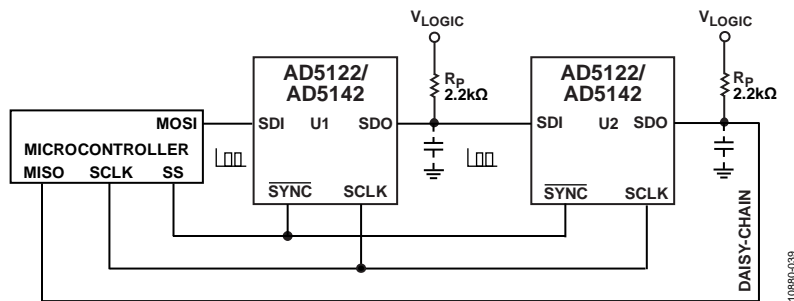 VLOGIC
RP
2.2kΩ
VLOGIC
RP
2.2kΩ
AD5122/
AD5142
SDI U1 SDO
SYNC SCLK
AD5122/
AD5142
SDI U2 SDO
SYNC SCLK
MOSI
MICROCONTROLLER
MISO SCLK SS
DAISY-CHAIN
10880-039